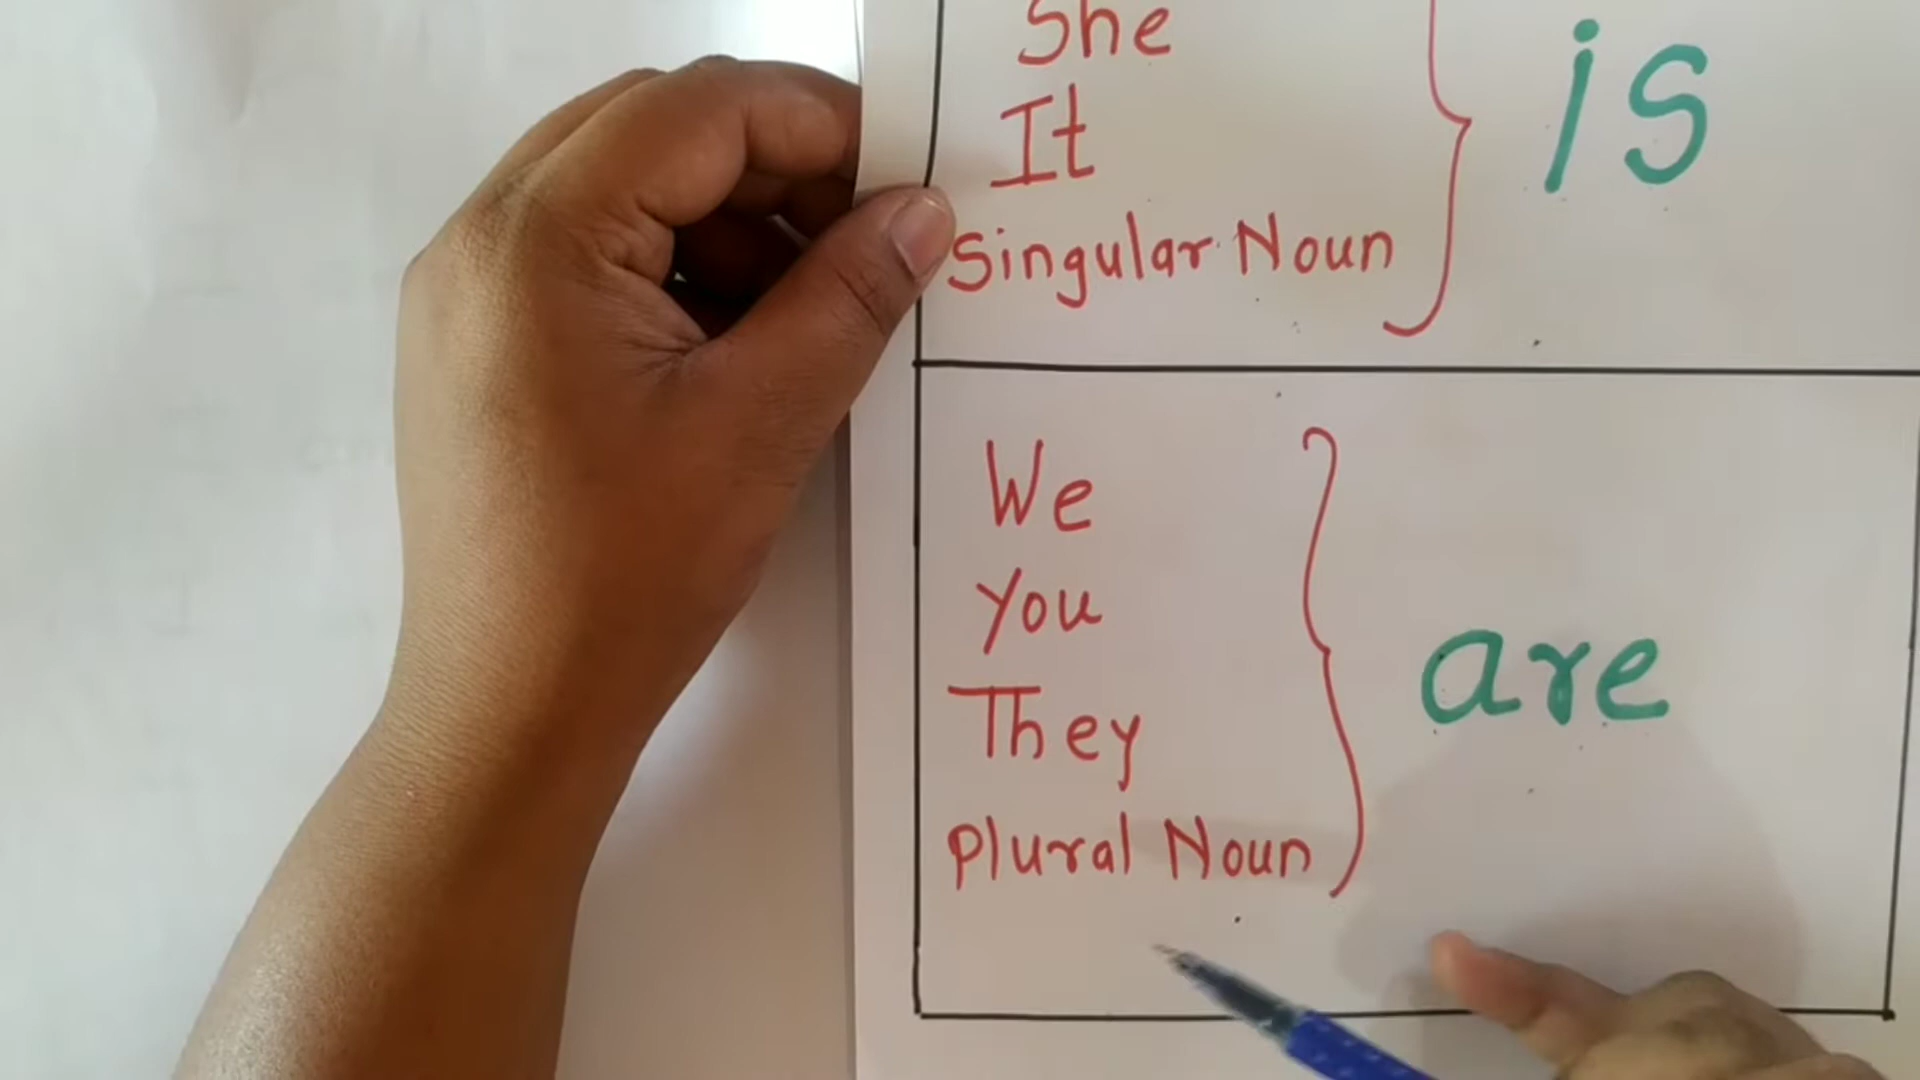 She
It
is
Singular Noun
We
You
They
are
Plural Noun